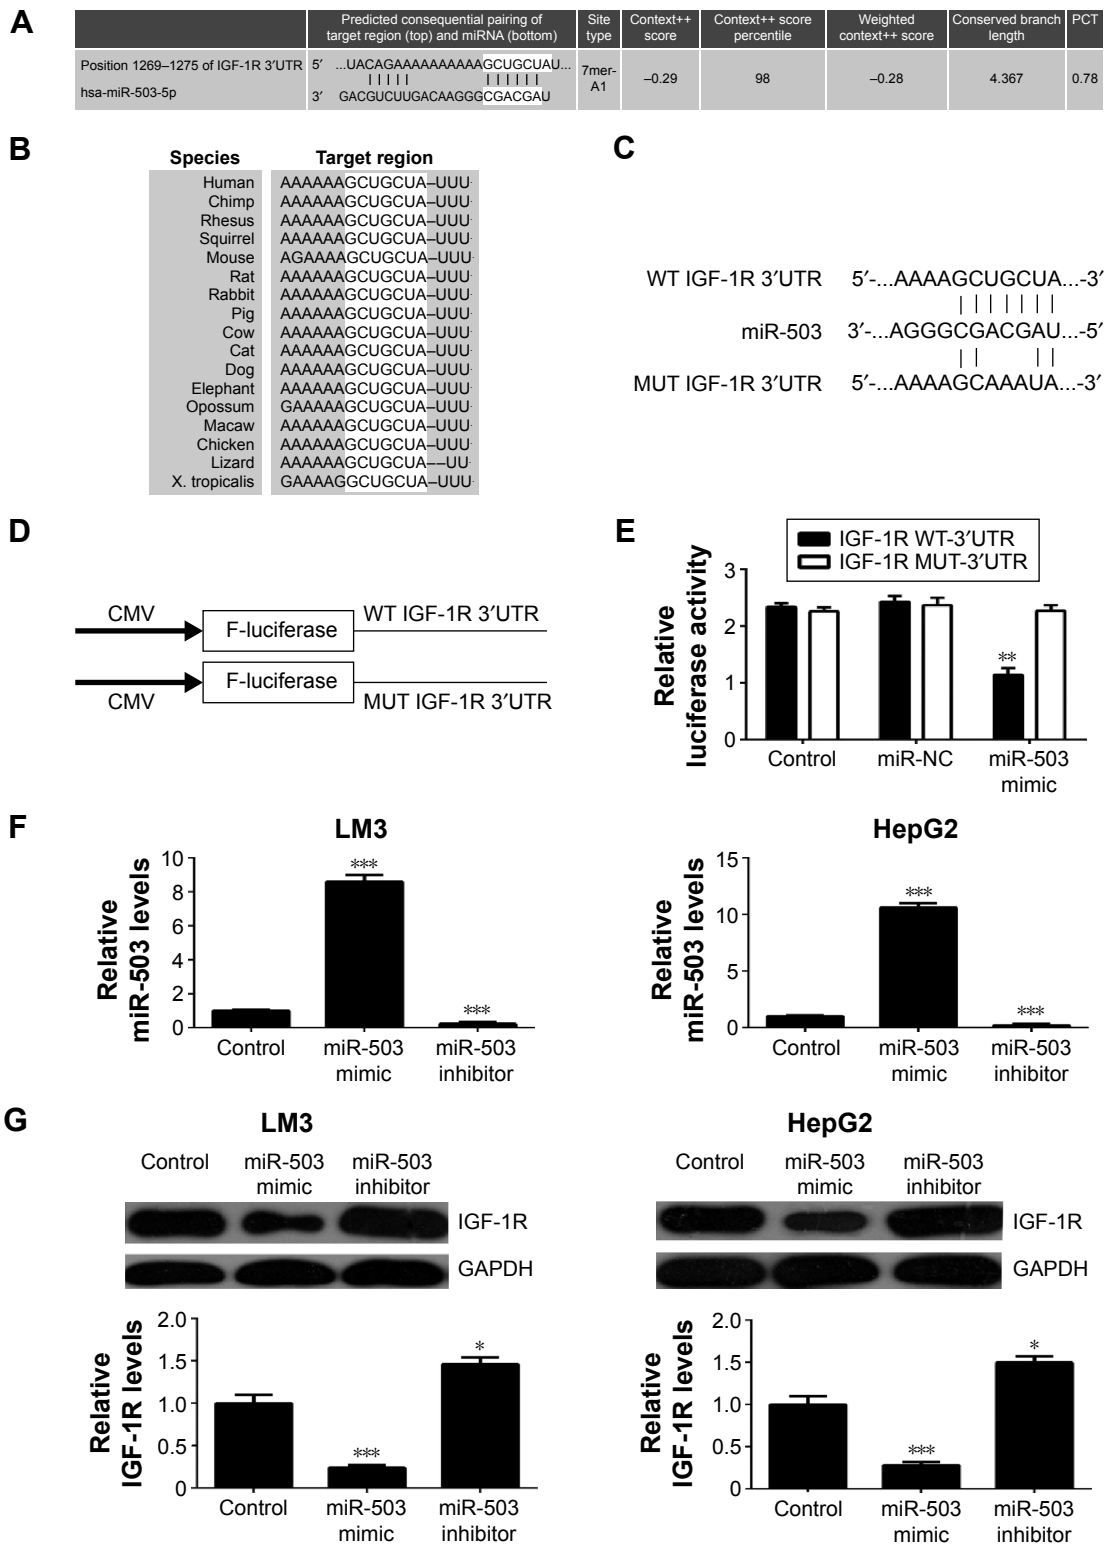 A
Predicted consequential pairing of
target region (top) and miRNA (bottom)
Site
type
Context++
score
Context++ score
percentile
Weighted
context++ score
Conserved branch
length
PCT
Position 1269–1275 of IGF-1R 3′UTR
5′ ...UACAGAAAAAAAAAAGCUGCUAU...
hsa-miR-503-5p
3′ GACGUCUUGACAAGGGCGACGAU
7mer-
A1
–0.29
98
–0.28
4.367
0.78
B
Species
Target region
Human AAAAAAGCUGCUA–UUU
Chimp AAAAAAGCUGCUA–UUU
Rhesus AAAAAAGCUGCUA–UUU
Squirrel AAAAAAGCUGCUA–UUU
Mouse AGAAAAGCUGCUA–UUU
Rat AAAAAAGCUGCUA–UUU
Rabbit AAAAAAGCUGCUA–UUU
Pig AAAAAAGCUGCUA–UUU
Cow AAAAAAGCUGCUA–UUU
Cat AAAAAAGCUGCUA–UUU
Dog AAAAAAGCUGCUA–UUU
Elephant AAAAAAGCUGCUA–UUU
Opossum GAAAAAGCUGCUA–UUU
Macaw AAAAAAGCUGCUA–UUU
Chicken AAAAAAGCUGCUA–UUU
Lizard AAAAAAGCUGCUA––UU
X. tropicalis GAAAAGGCUGCUA–UUU
C
WT IGF-1R 3′UTR 5′-...AAAAGCUGCUA...-3′
miR-503 3′-...AGGGCGACGAU...-5′
MUT IGF-1R 3′UTR 5′-...AAAAGCAAAUA...-3′
D
CMV
F-luciferase
WT IGF-1R 3′UTR
CMV
F-luciferase
MUT IGF-1R 3′UTR
E
IGF-1R WT-3′UTR
IGF-1R MUT-3′UTR
Relative
luciferase activity
3
2
1
0
**
Control
miR-NC
miR-503
mimic
F
LM3
Relative
miR-503 levels
10
8
6
4
2
0
***
***
Control
miR-503
mimic
miR-503
inhibitor
HepG2
Relative
miR-503 levels
15
10
5
0
***
***
Control
miR-503
mimic
miR-503
inhibitor
G
LM3
Control
miR-503
mimic
miR-503
inhibitor
IGF-1R
GAPDH
Relative
IGF-1R levels
2.0
1.5
1.0
0.5
0
***
*
Control
miR-503
mimic
miR-503
inhibitor
HepG2
Control
miR-503
mimic
miR-503
inhibitor
IGF-1R
GAPDH
Relative
IGF-1R levels
2.0
1.5
1.0
0.5
0
***
*
Control
miR-503
mimic
miR-503
inhibitor